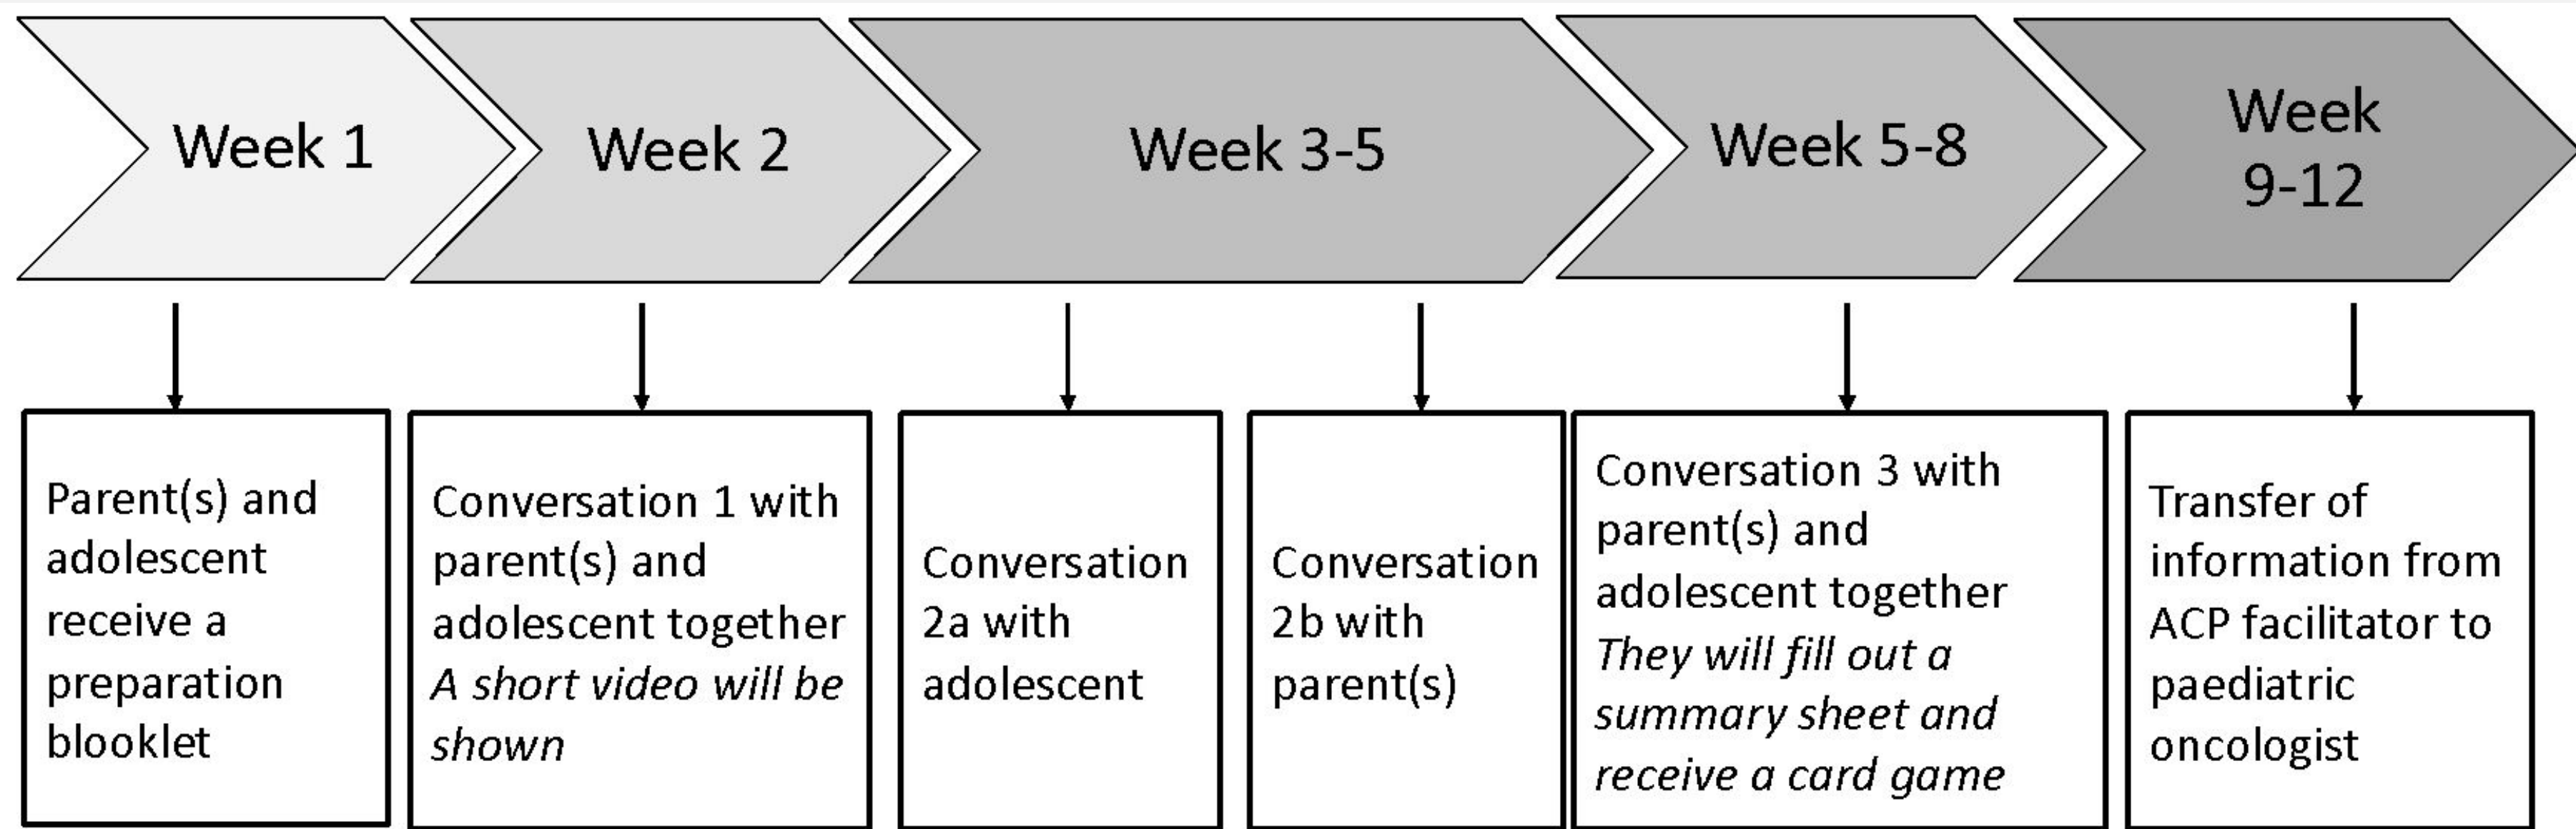 Week 1
Week 2
Week 3-5
Week 5-8
Week
9-12
Parent(s) and
adolescent
receive a
preparation
blooklet
Conversation 1 with
parent(s) and
adolescent together
A short video will be
shown
Conversation
2a with
adolescent
Conversation
2b with
parent(s)
Conversation 3 with
parent(s) and
adolescent together
They will fill out a
summary sheet and
receive a card game
Transfer of
information from
ACP facilitator to
paediatric
oncologist